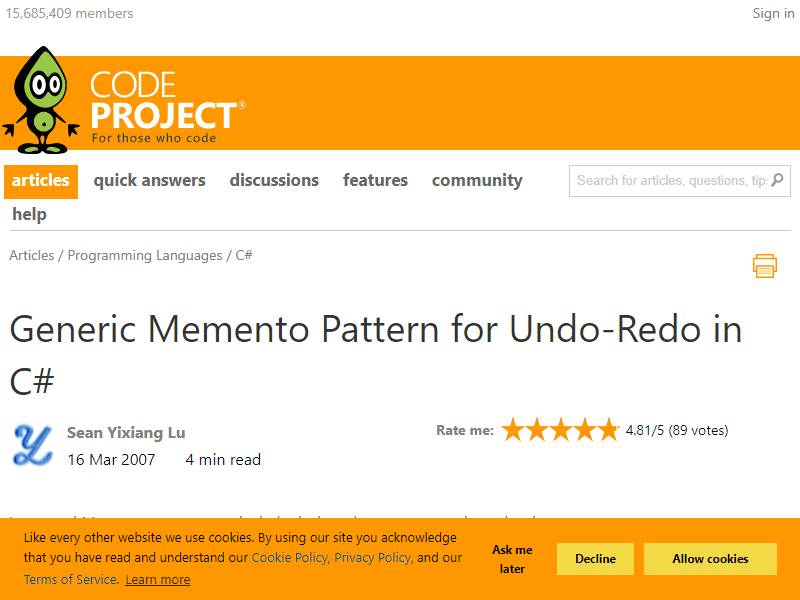 15,685,409 members
Sign in
CODE
PROJECT®
For those who code
articles quick answers discussions features community
Search for articles, questions, tips
help
Articles / Programming Languages / C#
Generic Memento Pattern for Undo-Redo in
C#
Sean Yixiang Lu
16 Mar 2007 4 min read
Rate me: 4.81/5 (89 votes)
Like every other website we use cookies. By using our site you acknowledge
that you have read and understand our Cookie Policy, Privacy Policy, and our
Terms of Service. Learn more
Ask me
later
Decline
Allow cookies